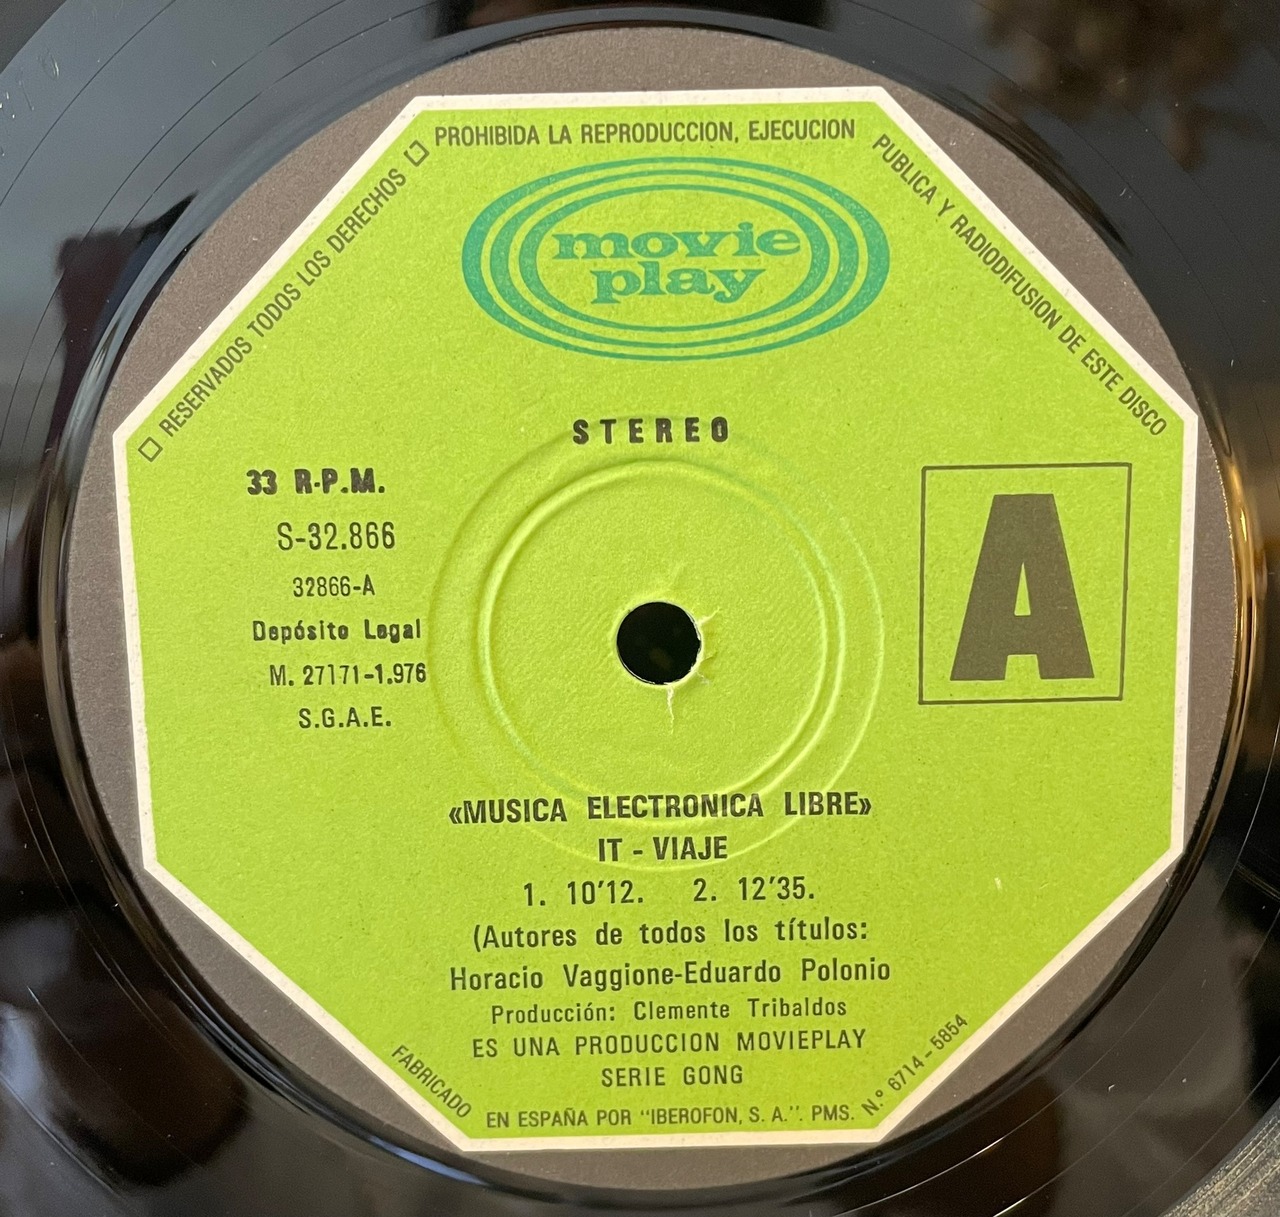 □ RESERVADOS TODOS LOS DERECHOS □ PROHIBIDA LA REPRODUCCION, EJECUCION PUBLICA Y RADIODIFUSION DE ESTE DISCO
movie
play
STEREO
33 R·P.M.
S-32.866
32866-A
Depósito Legal
M. 27171-1.976
S.G.A.E.
A
«MUSICA ELECTRONICA LIBRE»
IT - VIAJE
1. 10'12. 2. 12'35.
(Autores de todos los títulos:
Horacio Vaggione-Eduardo Polonio
Producción: Clemente Tribaldos
ES UNA PRODUCCION MOVIEPLAY
SERIE GONG
FABRICADO EN ESPAÑA POR "IBEROFON, S. A.". PMS. N.º 6714-5854